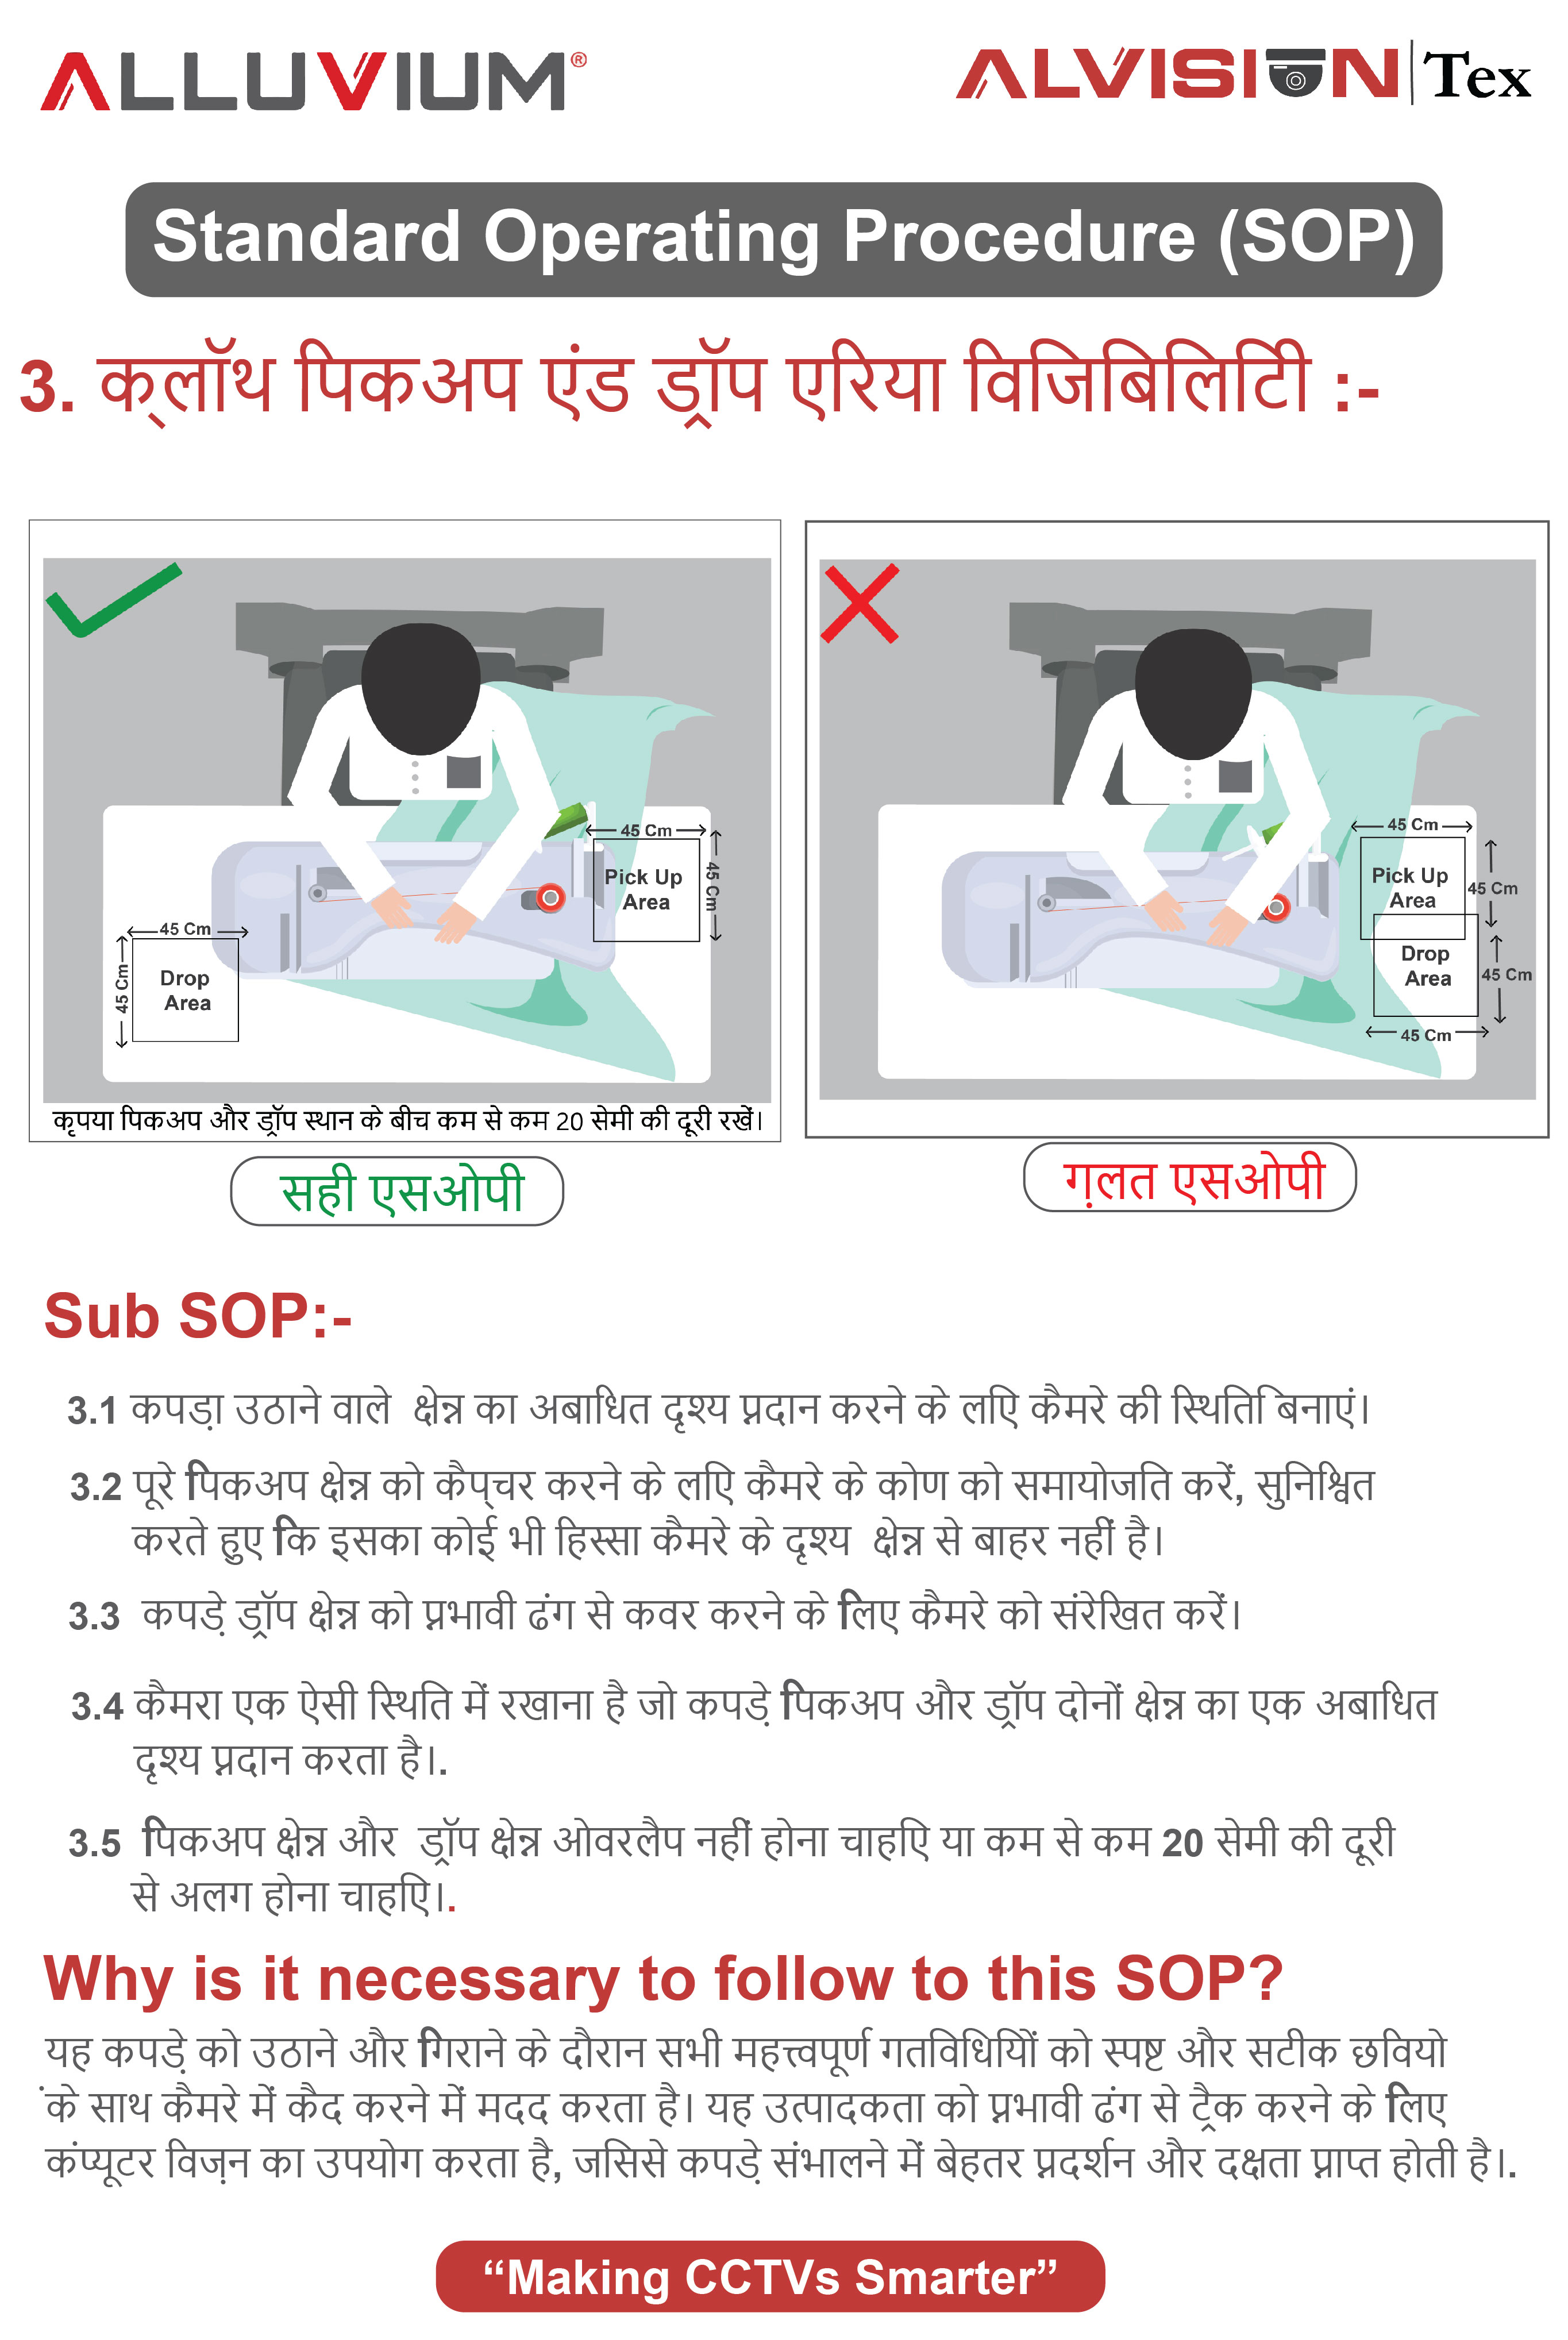 ALLUVIUM®
ALVISION | Tex
Standard Operating Procedure (SOP)
3. क्लॉथ पिकअप एंड ड्रॉप एरिया विजिबिलिटिी :-
45 Cm
45 Cm
Pick Up
Area
45 Cm
45 Cm
Drop
Area
कृपया पिकअप और ड्रॉप स्थान के बीच कम से कम 20 सेमी की दूरी रखें।
सही एसओपी
45 Cm
Pick Up
Area
45 Cm
Drop
Area
45 Cm
45 Cm
ग़लत एसओपी
Sub SOP:-
3.1 कपड़ा उठाने वाले क्षेत्र का अबाधित दृश्य प्रदान करने के लिए कैमरे की स्थिति बनाएं।
3.2 पूरे पिकअप क्षेत्र को कैप्चर करने के लिए कैमरे के कोण को समायोजित करें, सुनिश्चित
करते हुए कि इसका कोई भी हिस्सा कैमरे के दृश्य क्षेत्र से बाहर नहीं है।
3.3 कपड़े ड्रॉप क्षेत्र को प्रभावी ढंग से कवर करने के लिए कैमरे को संरेखित करें।
3.4 कैमरा एक ऐसी स्थिति में रखाना है जो कपड़े पिकअप और ड्रॉप दोनों क्षेत्र का एक अबाधित
दृश्य प्रदान करता है।.
3.5 पिकअप क्षेत्र और ड्रॉप क्षेत्र ओवरलैप नहीं होना चाहिए या कम से कम 20 सेमी की दूरी
से अलग होना चाहिए।.
Why is it necessary to follow to this SOP?
यह कपड़े को उठाने और गिराने के दौरान सभी महत्त्वपूर्ण गतिविधियों को स्पष्ट और सटीक छवियो
ंके साथ कैमरे में कैद करने में मदद करता है। यह उत्पादकता को प्रभावी ढंग से ट्रैक करने के लिए
कंप्यूटर विज़न का उपयोग करता है, जिससे कपड़े संभालने में बेहतर प्रदर्शन और दक्षता प्राप्त होती है।.
“Making CCTVs Smarter”